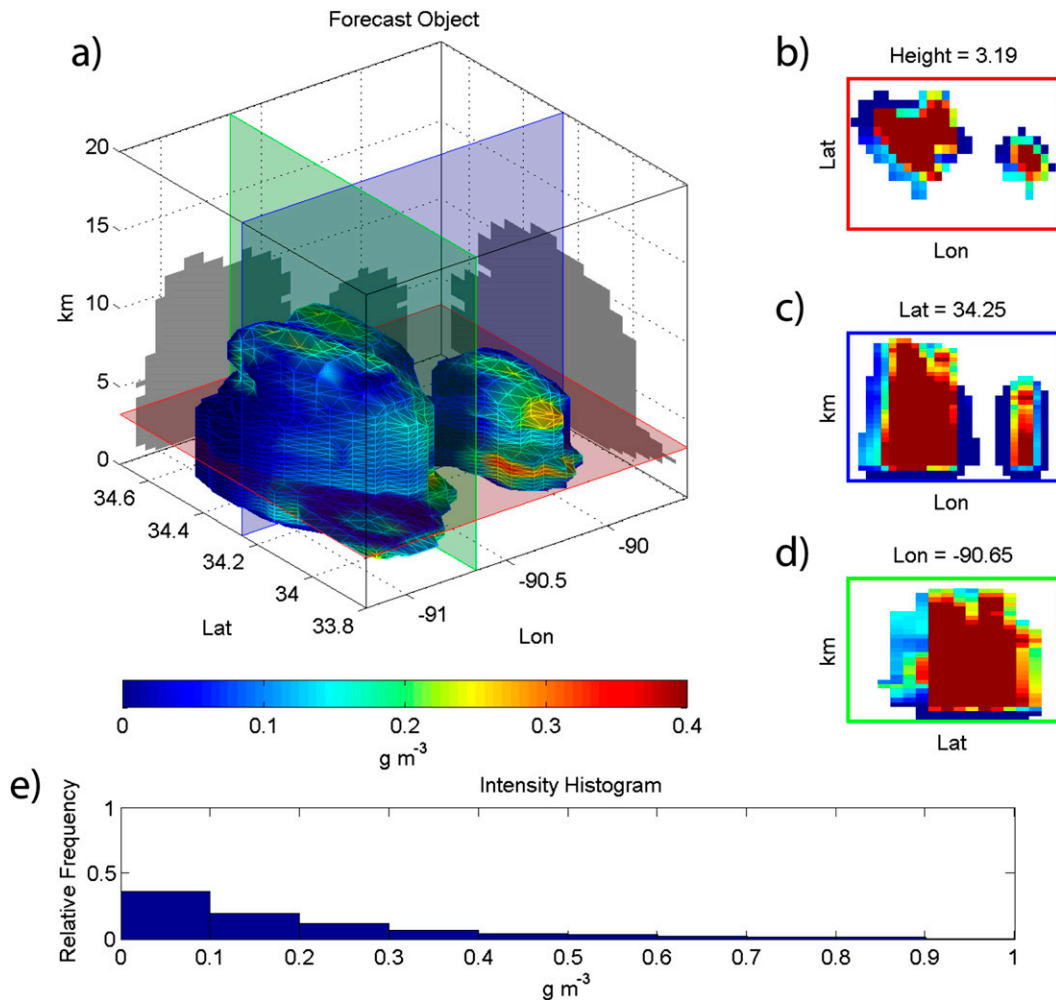 Forecast Object
a)
20
15
10
5
0
km
34.6
34.4
34.2
34
33.8
Lat
-91
-90.5
-90
Lon
0 0.1 0.2 0.3 0.4
g m-3
b)
Height = 3.19
Lat
Lon
c)
Lat = 34.25
km
Lon
d)
Lon = -90.65
km
Lat
e)
Intensity Histogram
Relative Frequency
1
0.5
0
0 0.1 0.2 0.3 0.4 0.5 0.6 0.7 0.8 0.9 1
g m-3